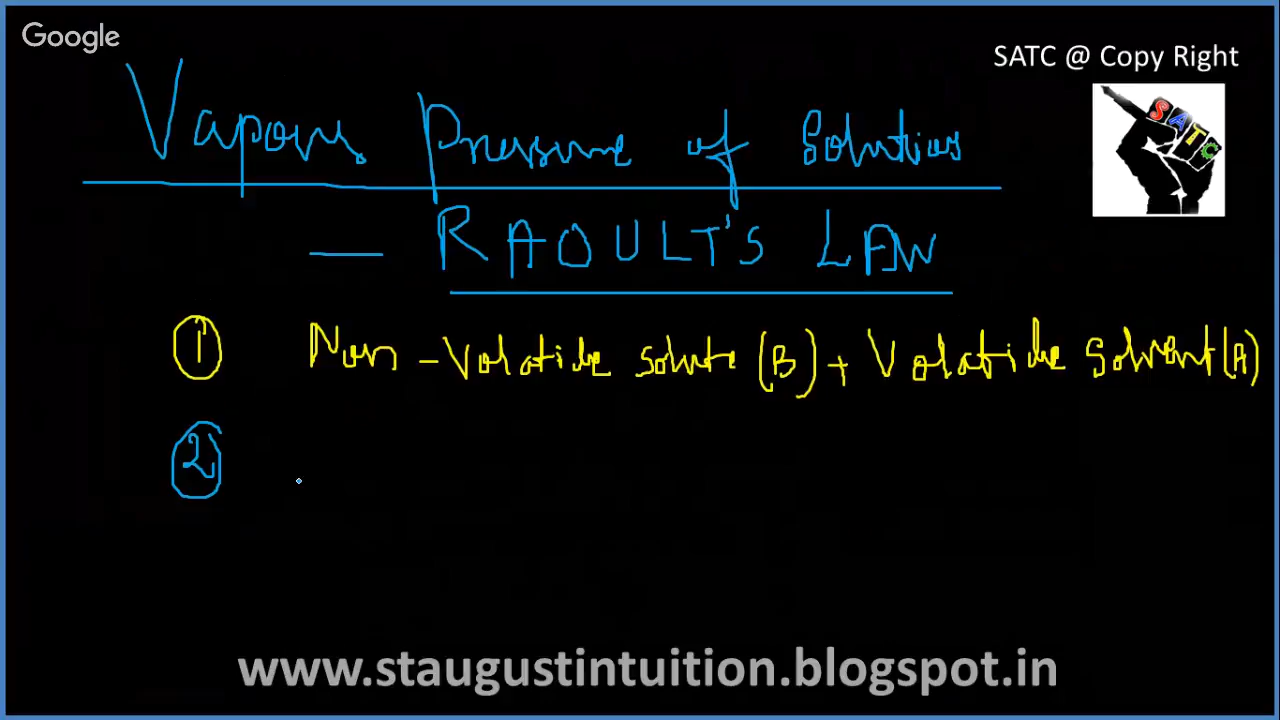 Google
SATC @ Copy Right
SATC
Vapour Pressure of Solutions
— RAOULT'S LAW
① Non-Volatile Solute (B) + Volatile Solvent (A)
②
www.staugustintuition.blogspot.in